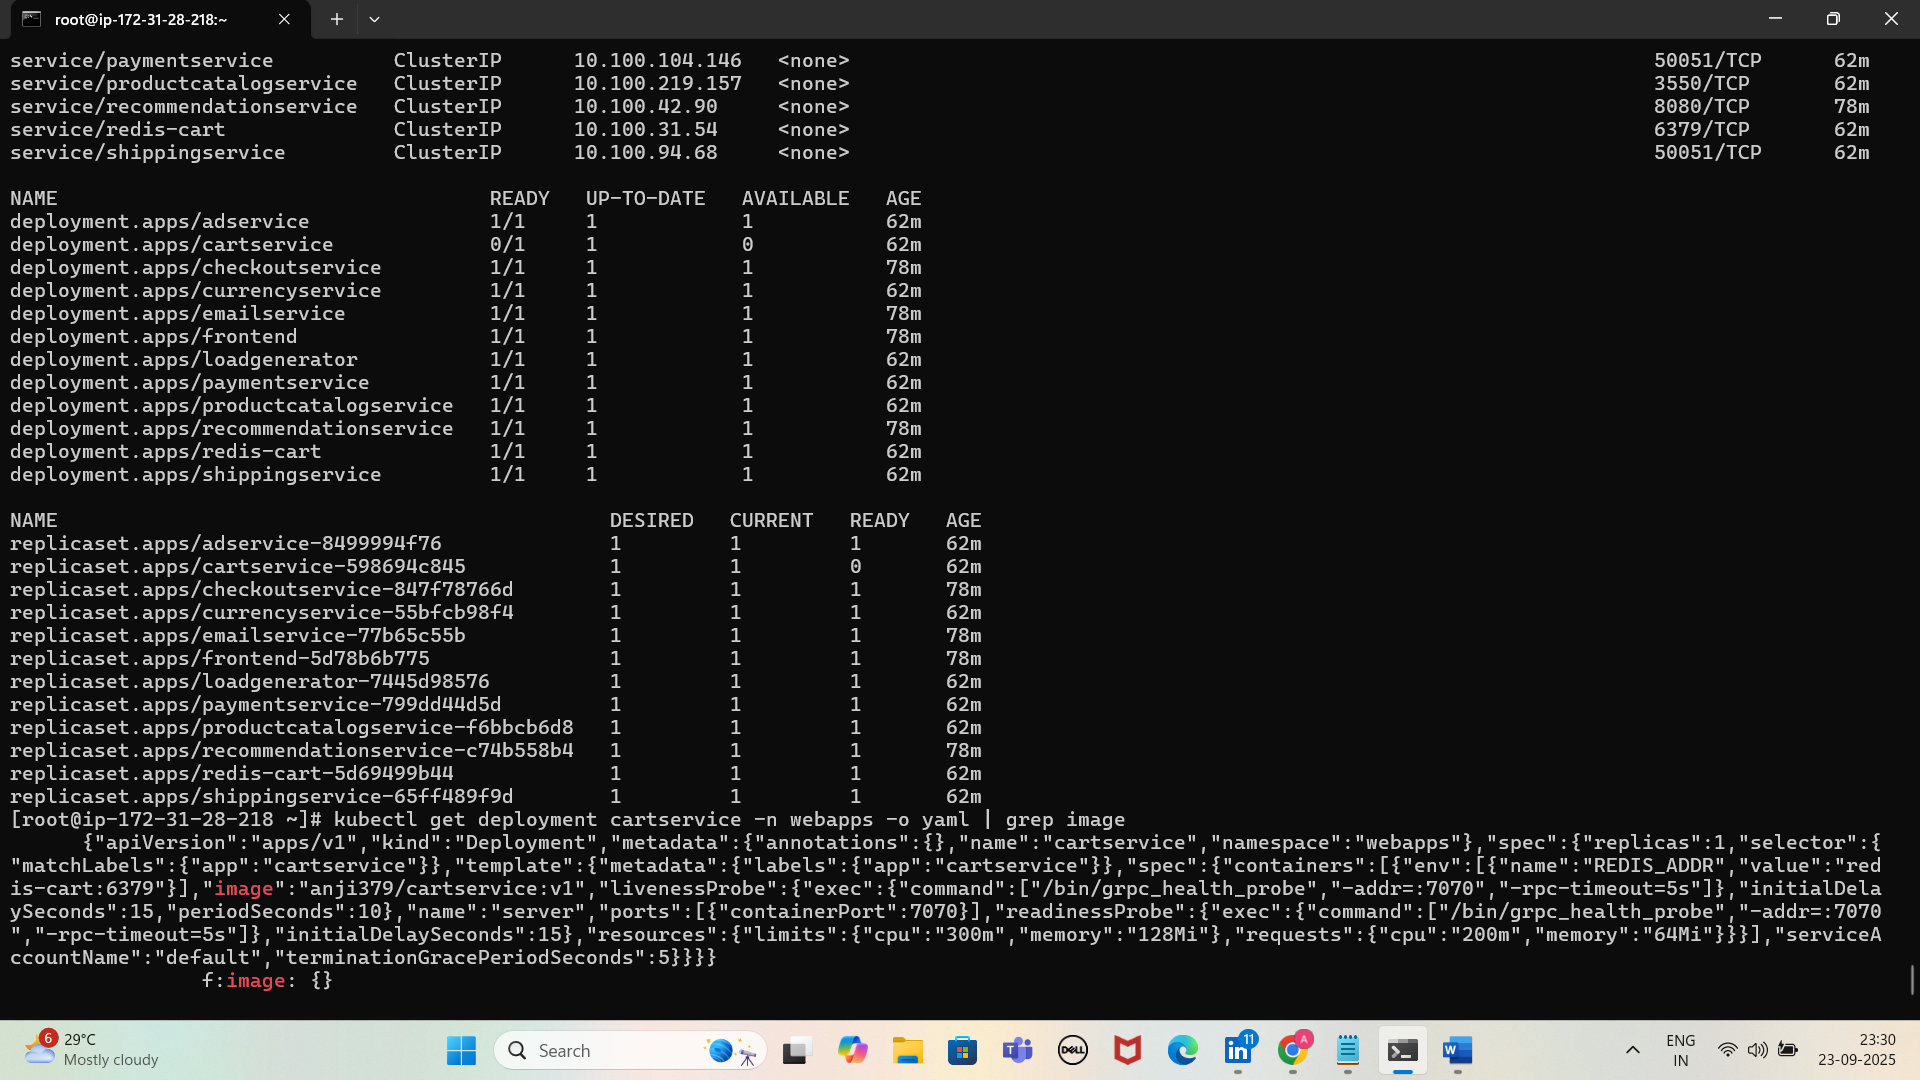 root@ip-172-31-28-218:~
service/paymentservice ClusterIP 10.100.104.146 <none> 50051/TCP 62m
service/productcatalogservice ClusterIP 10.100.219.157 <none> 3550/TCP 62m
service/recommendationservice ClusterIP 10.100.42.90 <none> 8080/TCP 78m
service/redis-cart ClusterIP 10.100.31.54 <none> 6379/TCP 62m
service/shippingservice ClusterIP 10.100.94.68 <none> 50051/TCP 62m
NAME READY UP-TO-DATE AVAILABLE AGE
deployment.apps/adservice 1/1 1 1 62m
deployment.apps/cartservice 0/1 1 0 62m
deployment.apps/checkoutservice 1/1 1 1 78m
deployment.apps/currencyservice 1/1 1 1 62m
deployment.apps/emailservice 1/1 1 1 78m
deployment.apps/frontend 1/1 1 1 78m
deployment.apps/loadgenerator 1/1 1 1 62m
deployment.apps/paymentservice 1/1 1 1 62m
deployment.apps/productcatalogservice 1/1 1 1 62m
deployment.apps/recommendationservice 1/1 1 1 78m
deployment.apps/redis-cart 1/1 1 1 62m
deployment.apps/shippingservice 1/1 1 1 62m
NAME DESIRED CURRENT READY AGE
replicaset.apps/adservice-8499994f76 1 1 1 62m
replicaset.apps/cartservice-598694c845 1 1 0 62m
replicaset.apps/checkoutservice-847f78766d 1 1 1 78m
replicaset.apps/currencyservice-55bfcb98f4 1 1 1 62m
replicaset.apps/emailservice-77b65c55b 1 1 1 78m
replicaset.apps/frontend-5d78b6b775 1 1 1 78m
replicaset.apps/loadgenerator-7445d98576 1 1 1 62m
replicaset.apps/paymentservice-799dd44d5d 1 1 1 62m
replicaset.apps/productcatalogservice-f6bbcb6d8 1 1 1 62m
replicaset.apps/recommendationservice-c74b558b4 1 1 1 78m
replicaset.apps/redis-cart-5d69499b44 1 1 1 62m
replicaset.apps/shippingservice-65ff489f9d 1 1 1 62m
[root@ip-172-31-28-218 ~]# kubectl get deployment cartservice -n webapps -o yaml | grep image
{"apiVersion":"apps/v1","kind":"Deployment","metadata":{"annotations":{},"name":"cartservice","namespace":"webapps"},"spec":{"replicas":1,"selector":{
"matchLabels":{"app":"cartservice"}},"template":{"metadata":{"labels":{"app":"cartservice"}},"spec":{"containers":[{"env":[{"name":"REDIS_ADDR","value":"red
is-cart:6379"}],"image":"anji379/cartservice:v1","livenessProbe":{"exec":{"command":["/bin/grpc_health_probe","-addr=:7070","-rpc-timeout=5s"]},"initialDela
ySeconds":15,"periodSeconds":10},"name":"server","ports":[{"containerPort":7070}],"readinessProbe":{"exec":{"command":["/bin/grpc_health_probe","-addr=:7070
","-rpc-timeout=5s"]},"initialDelaySeconds":15},"resources":{"limits":{"cpu":"300m","memory":"128Mi"},"requests":{"cpu":"200m","memory":"64Mi"}}}],"serviceA
ccountName":"default","terminationGracePeriodSeconds":5}}}}
f:image: {}
6
29°C
Mostly cloudy
Search
T
DELL
in
11
A
W
ENG
IN
23:30
23-09-2025